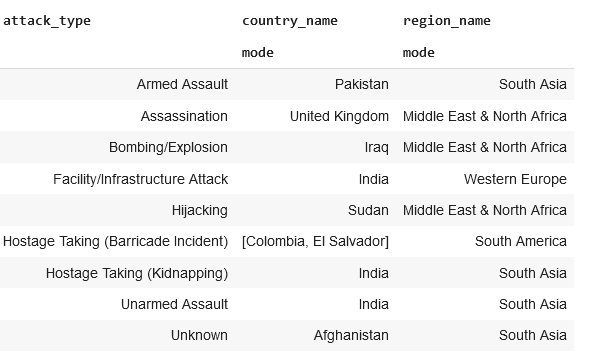 attack_type country_name region_name
mode mode
Armed Assault Pakistan South Asia
Assassination United Kingdom Middle East & North Africa
Bombing/Explosion Iraq Middle East & North Africa
Facility/Infrastructure Attack India Western Europe
Hijacking Sudan Middle East & North Africa
Hostage Taking (Barricade Incident) [Colombia, El Salvador] South America
Hostage Taking (Kidnapping) India South Asia
Unarmed Assault India South Asia
Unknown Afghanistan South Asia